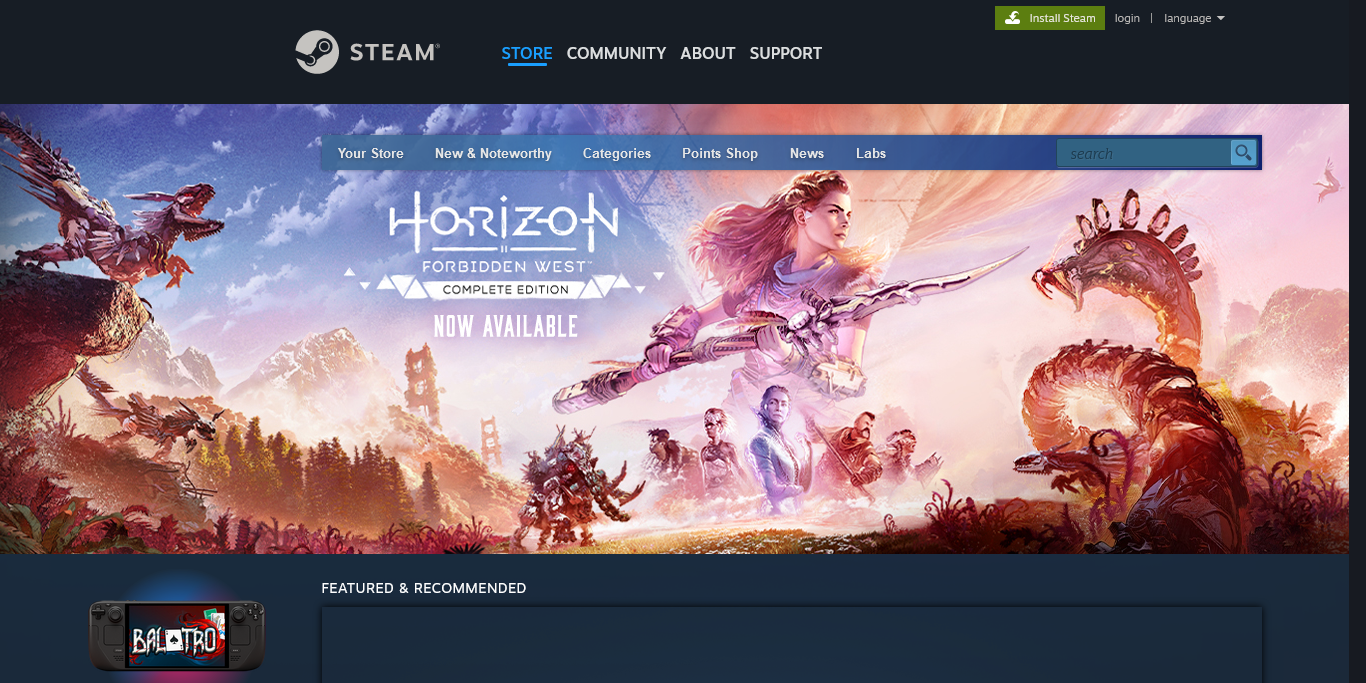 Install Steam login | language
STEAM®
STORE COMMUNITY ABOUT SUPPORT
Your Store New & Noteworthy Categories Points Shop News Labs search
HORIZON
FORBIDDEN WEST™
COMPLETE EDITION
NOW AVAILABLE
FEATURED & RECOMMENDED
BALATRO